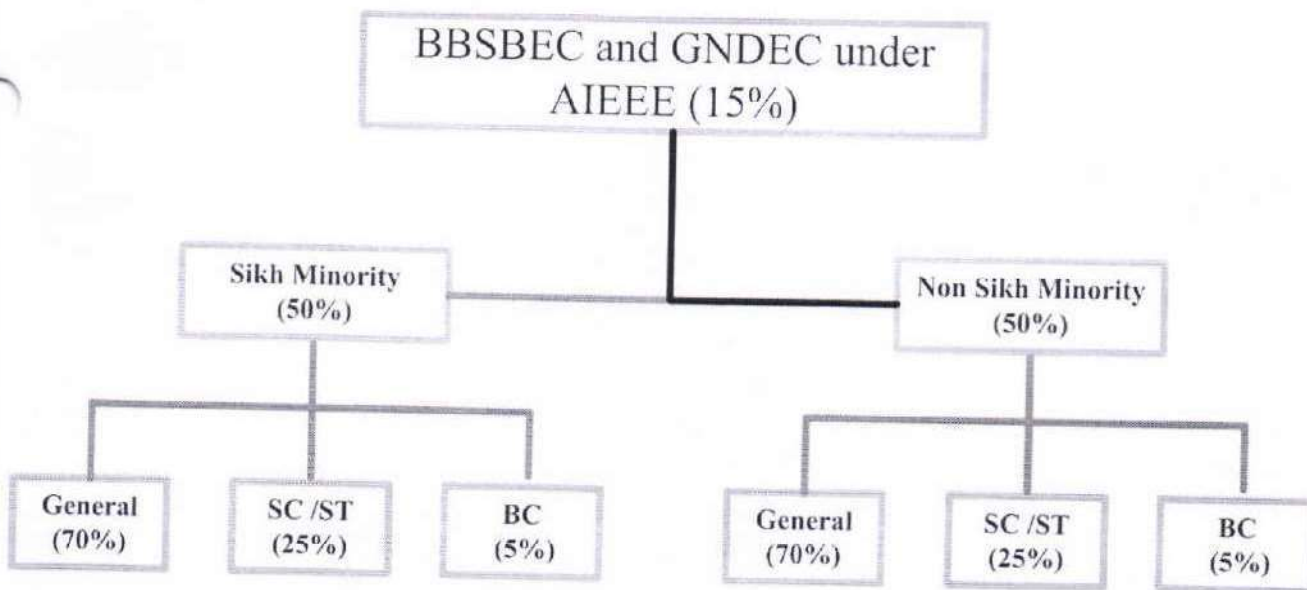 BBSBEC and GNDEC under
AIEEE (15%)
Sikh Minority
(50%)
Non Sikh Minority
(50%)
General
(70%)
SC /ST
(25%)
BC
(5%)
General
(70%)
SC /ST
(25%)
BC
(5%)